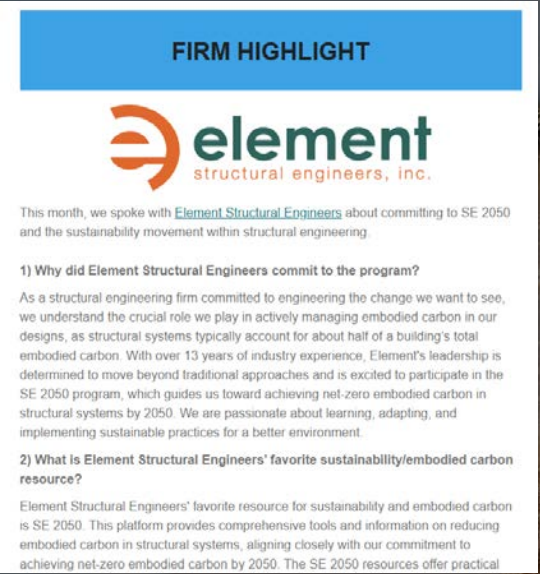 FIRM HIGHLIGHT
element
structural engineers, inc.
This month, we spoke with Element Structural Engineers about committing to SE 2050
and the sustainability movement within structural engineering.
1) Why did Element Structural Engineers commit to the program?
As a structural engineering firm committed to engineering the change we want to see,
we understand the crucial role we play in actively managing embodied carbon in our
designs, as structural systems typically account for about half of a building's total
embodied carbon. With over 13 years of industry experience, Element's leadership is
determined to move beyond traditional approaches and is excited to participate in the
SE 2050 program, which guides us toward achieving net-zero embodied carbon in
structural systems by 2050. We are passionate about learning, adapting, and
implementing sustainable practices for a better environment.
2) What is Element Structural Engineers' favorite sustainability/embodied carbon
resource?
Element Structural Engineers' favorite resource for sustainability and embodied carbon
is SE 2050. This platform provides comprehensive tools and information on reducing
embodied carbon in structural systems, aligning closely with our commitment to
achieving net-zero embodied carbon by 2050. The SE 2050 resources offer practical